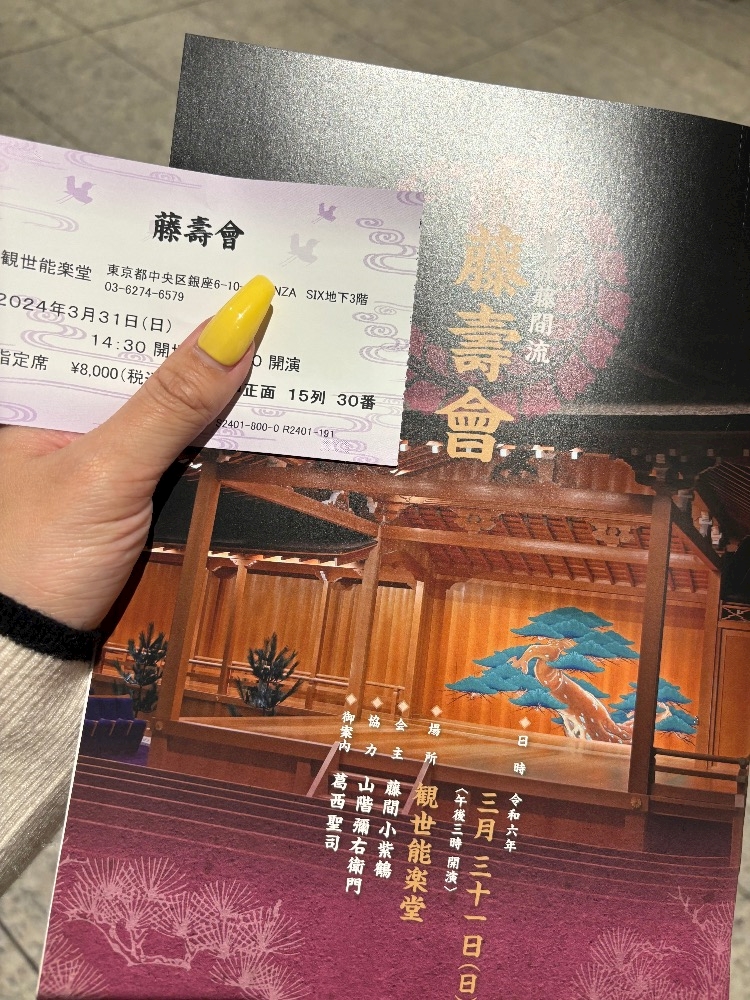 藤壽會
観世能楽堂 東京都中央区銀座6-10- NZA SIX地下3階
03-6274-6579
2024年3月31日(日)
14:30 開 0 開演
指定席 ¥8,000(税 正面 15列 30番
S2401-800-0 R2401-191
藤間流
藤壽會
日時 令和六年
三月三十一日(日)
(午後三時開演)
場所 観世能楽堂
会主 藤間小紫鶴
協力 山階彌右衛門
御案内 葛西聖司